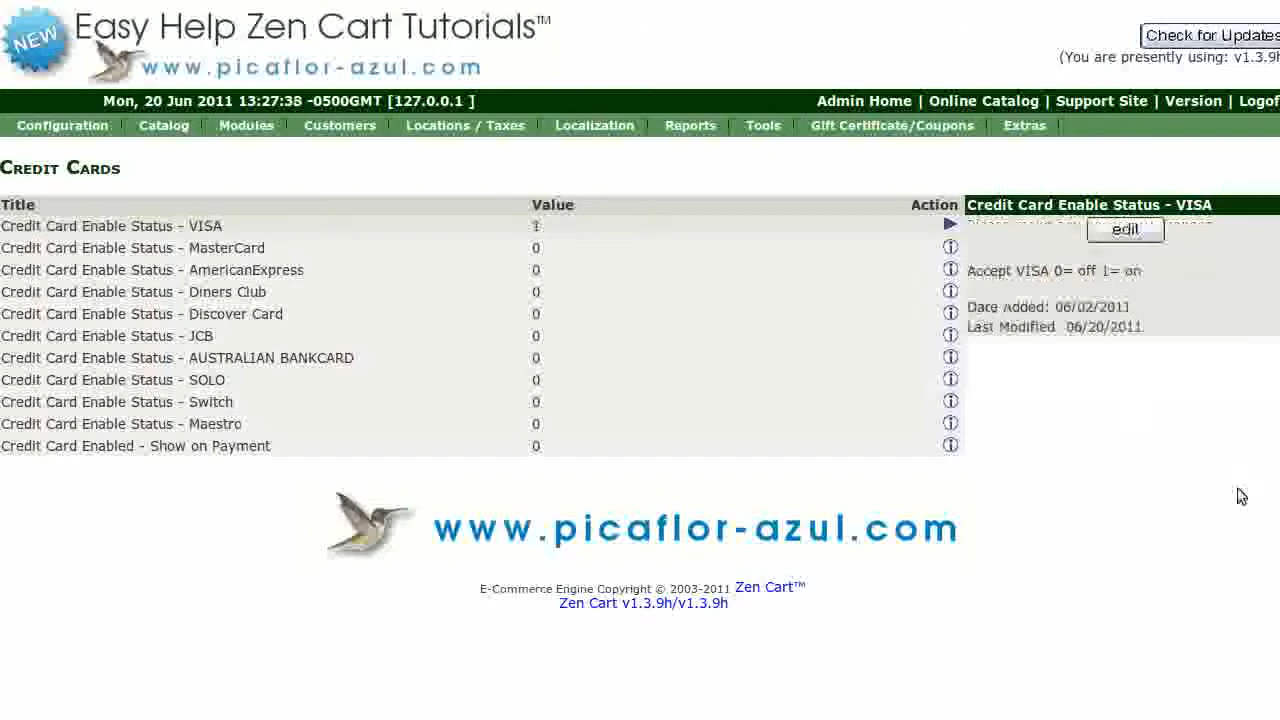 NEW
Easy Help Zen Cart Tutorials™
www.picaflor-azul.com
Check for Updates
(You are presently using: v1.3.9h
Mon, 20 Jun 2011 13:27:38 -0500GMT [127.0.0.1 ]
Admin Home | Online Catalog | Support Site | Version | Logof
Configuration Catalog Modules Customers Locations / Taxes Localization Reports Tools Gift Certificate/Coupons Extras
CREDIT CARDS
Title Value Action Credit Card Enable Status - VISA
Credit Card Enable Status - VISA 1
edit
Credit Card Enable Status - MasterCard 0
Credit Card Enable Status - AmericanExpress 0
Accept VISA 0= off 1= on
Credit Card Enable Status - Diners Club 0
Date Added: 06/02/2011
Credit Card Enable Status - Discover Card 0
Last Modified 06/20/2011
Credit Card Enable Status - JCB 0
Credit Card Enable Status - AUSTRALIAN BANKCARD 0
Credit Card Enable Status - SOLO 0
Credit Card Enable Status - Switch 0
Credit Card Enable Status - Maestro 0
Credit Card Enabled - Show on Payment 0
www.picaflor-azul.com
E-Commerce Engine Copyright © 2003-2011 Zen Cart™
Zen Cart v1.3.9h/v1.3.9h